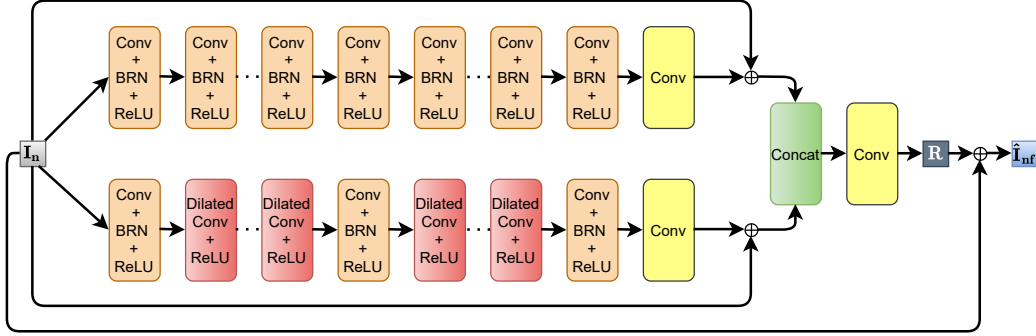 Conv
+
BRN
+
ReLU
Conv
+
BRN
+
ReLU
...
Conv
+
BRN
+
ReLU
Conv
+
BRN
+
ReLU
Conv
+
BRN
+
ReLU
...
Conv
+
BRN
+
ReLU
Conv
+
BRN
+
ReLU
Conv
⊕
I_n
Concat
Conv
R
⊕
Î_nf
Conv
+
BRN
+
ReLU
Dilated
Conv
+
ReLU
...
Dilated
Conv
+
ReLU
Conv
+
BRN
+
ReLU
Dilated
Conv
+
ReLU
...
Dilated
Conv
+
ReLU
Conv
+
BRN
+
ReLU
Conv
⊕